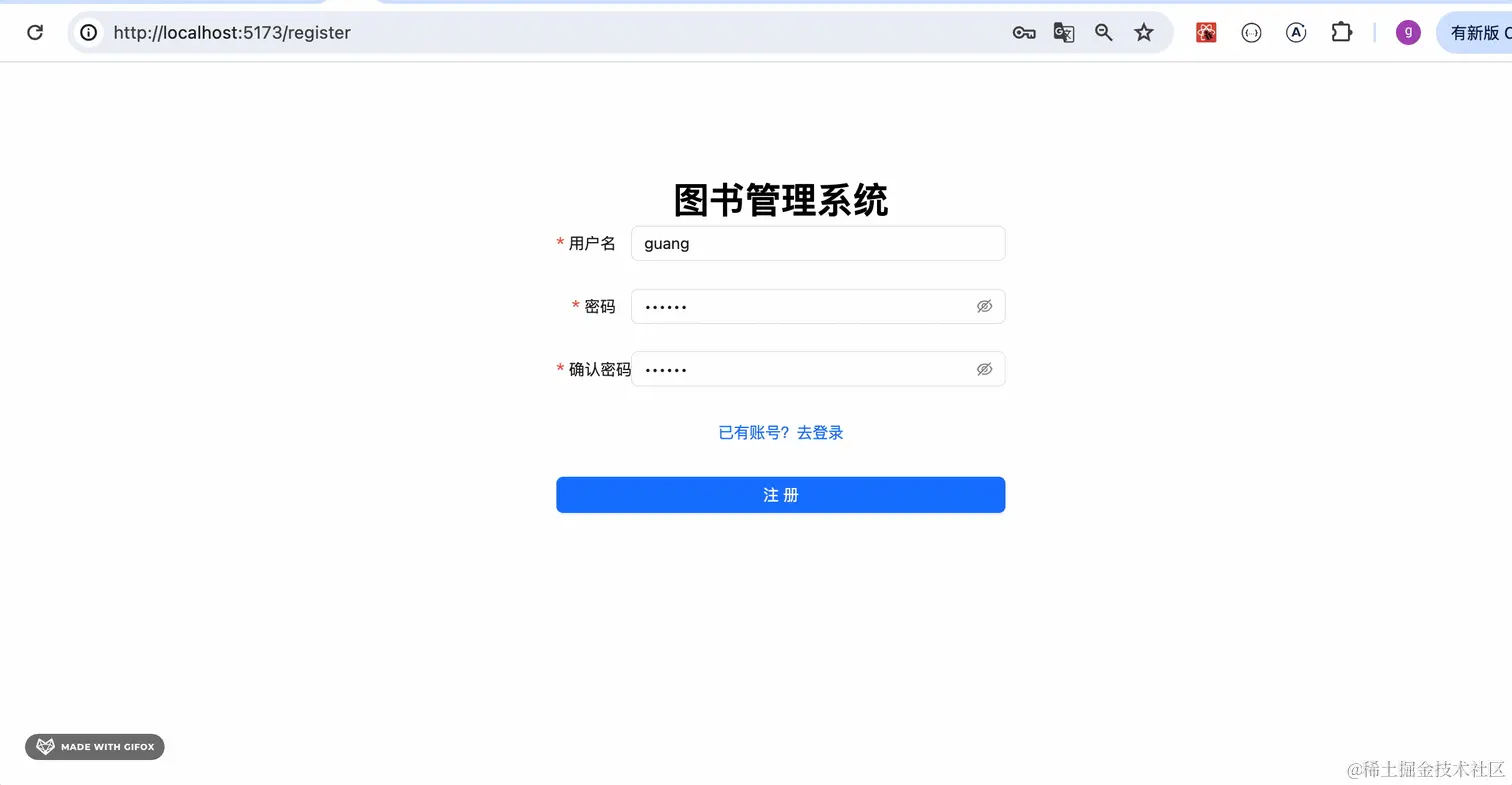 http://localhost:5173/register
g
有新版 C
图书管理系统
* 用户名 guang
* 密码 ••••••
* 确认密码 ••••••
已有账号？去登录
注 册
MADE WITH GIFOX
@稀土掘金技术社区